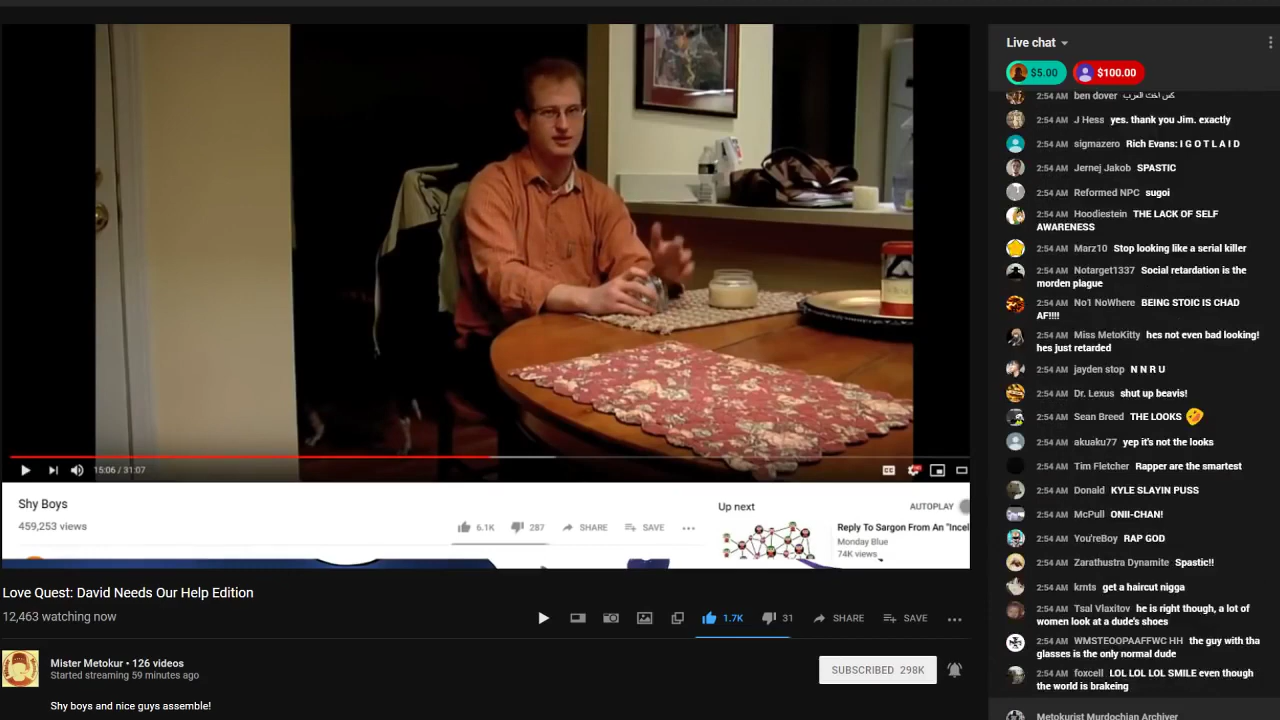 Live chat
$5.00 $100.00
2:54 AM ben dover كس اخت العرب
2:54 AM J Hess yes. thank you Jim. exactly
2:54 AM sigmazero Rich Evans: I G O T L A I D
2:54 AM Jernej Jakob SPASTIC
2:54 AM Reformed NPC sugoi
2:54 AM Hoodiestein THE LACK OF SELF
AWARENESS
2:54 AM Marz10 Stop looking like a serial killer
2:54 AM Notarget1337 Social retardation is the
morden plague
2:54 AM No1 NoWhere BEING STOIC IS CHAD
AF!!!!
2:54 AM Miss MetoKitty hes not even bad looking!
hes just retarded
2:54 AM jayden stop N N R U
2:54 AM Dr. Lexus shut up beavis!
2:54 AM Sean Breed THE LOOKS
2:54 AM akuaku77 yep it's not the looks
2:54 AM Tim Fletcher Rapper are the smartest
2:54 AM Donald KYLE SLAYIN PUSS
2:54 AM McPull ONII-CHAN!
2:54 AM You'reBoy RAP GOD
2:54 AM Zarathustra Dynamite Spastic!!
2:54 AM krnts get a haircut nigga
2:54 AM Tsal Vlaxitov he is right though, a lot of
women look at a dude's shoes
2:54 AM WMSTEOOPAAFFWC HH the guy with tha
glasses is the only normal dude
2:54 AM foxcell LOL LOL LOL SMILE even though
the world is brakeing
Metokurist Murdochian Archiver
15:06 / 31:07
CC
Shy Boys
459,253 views
6.1K 287 SHARE SAVE
Up next
AUTOPLAY
Reply To Sargon From An "Incel
Monday Blue
74K views
Love Quest: David Needs Our Help Edition
12,463 watching now
1.7K 31 SHARE SAVE
Mister Metokur • 126 videos
Started streaming 59 minutes ago
SUBSCRIBED 298K
Shy boys and nice guys assemble!